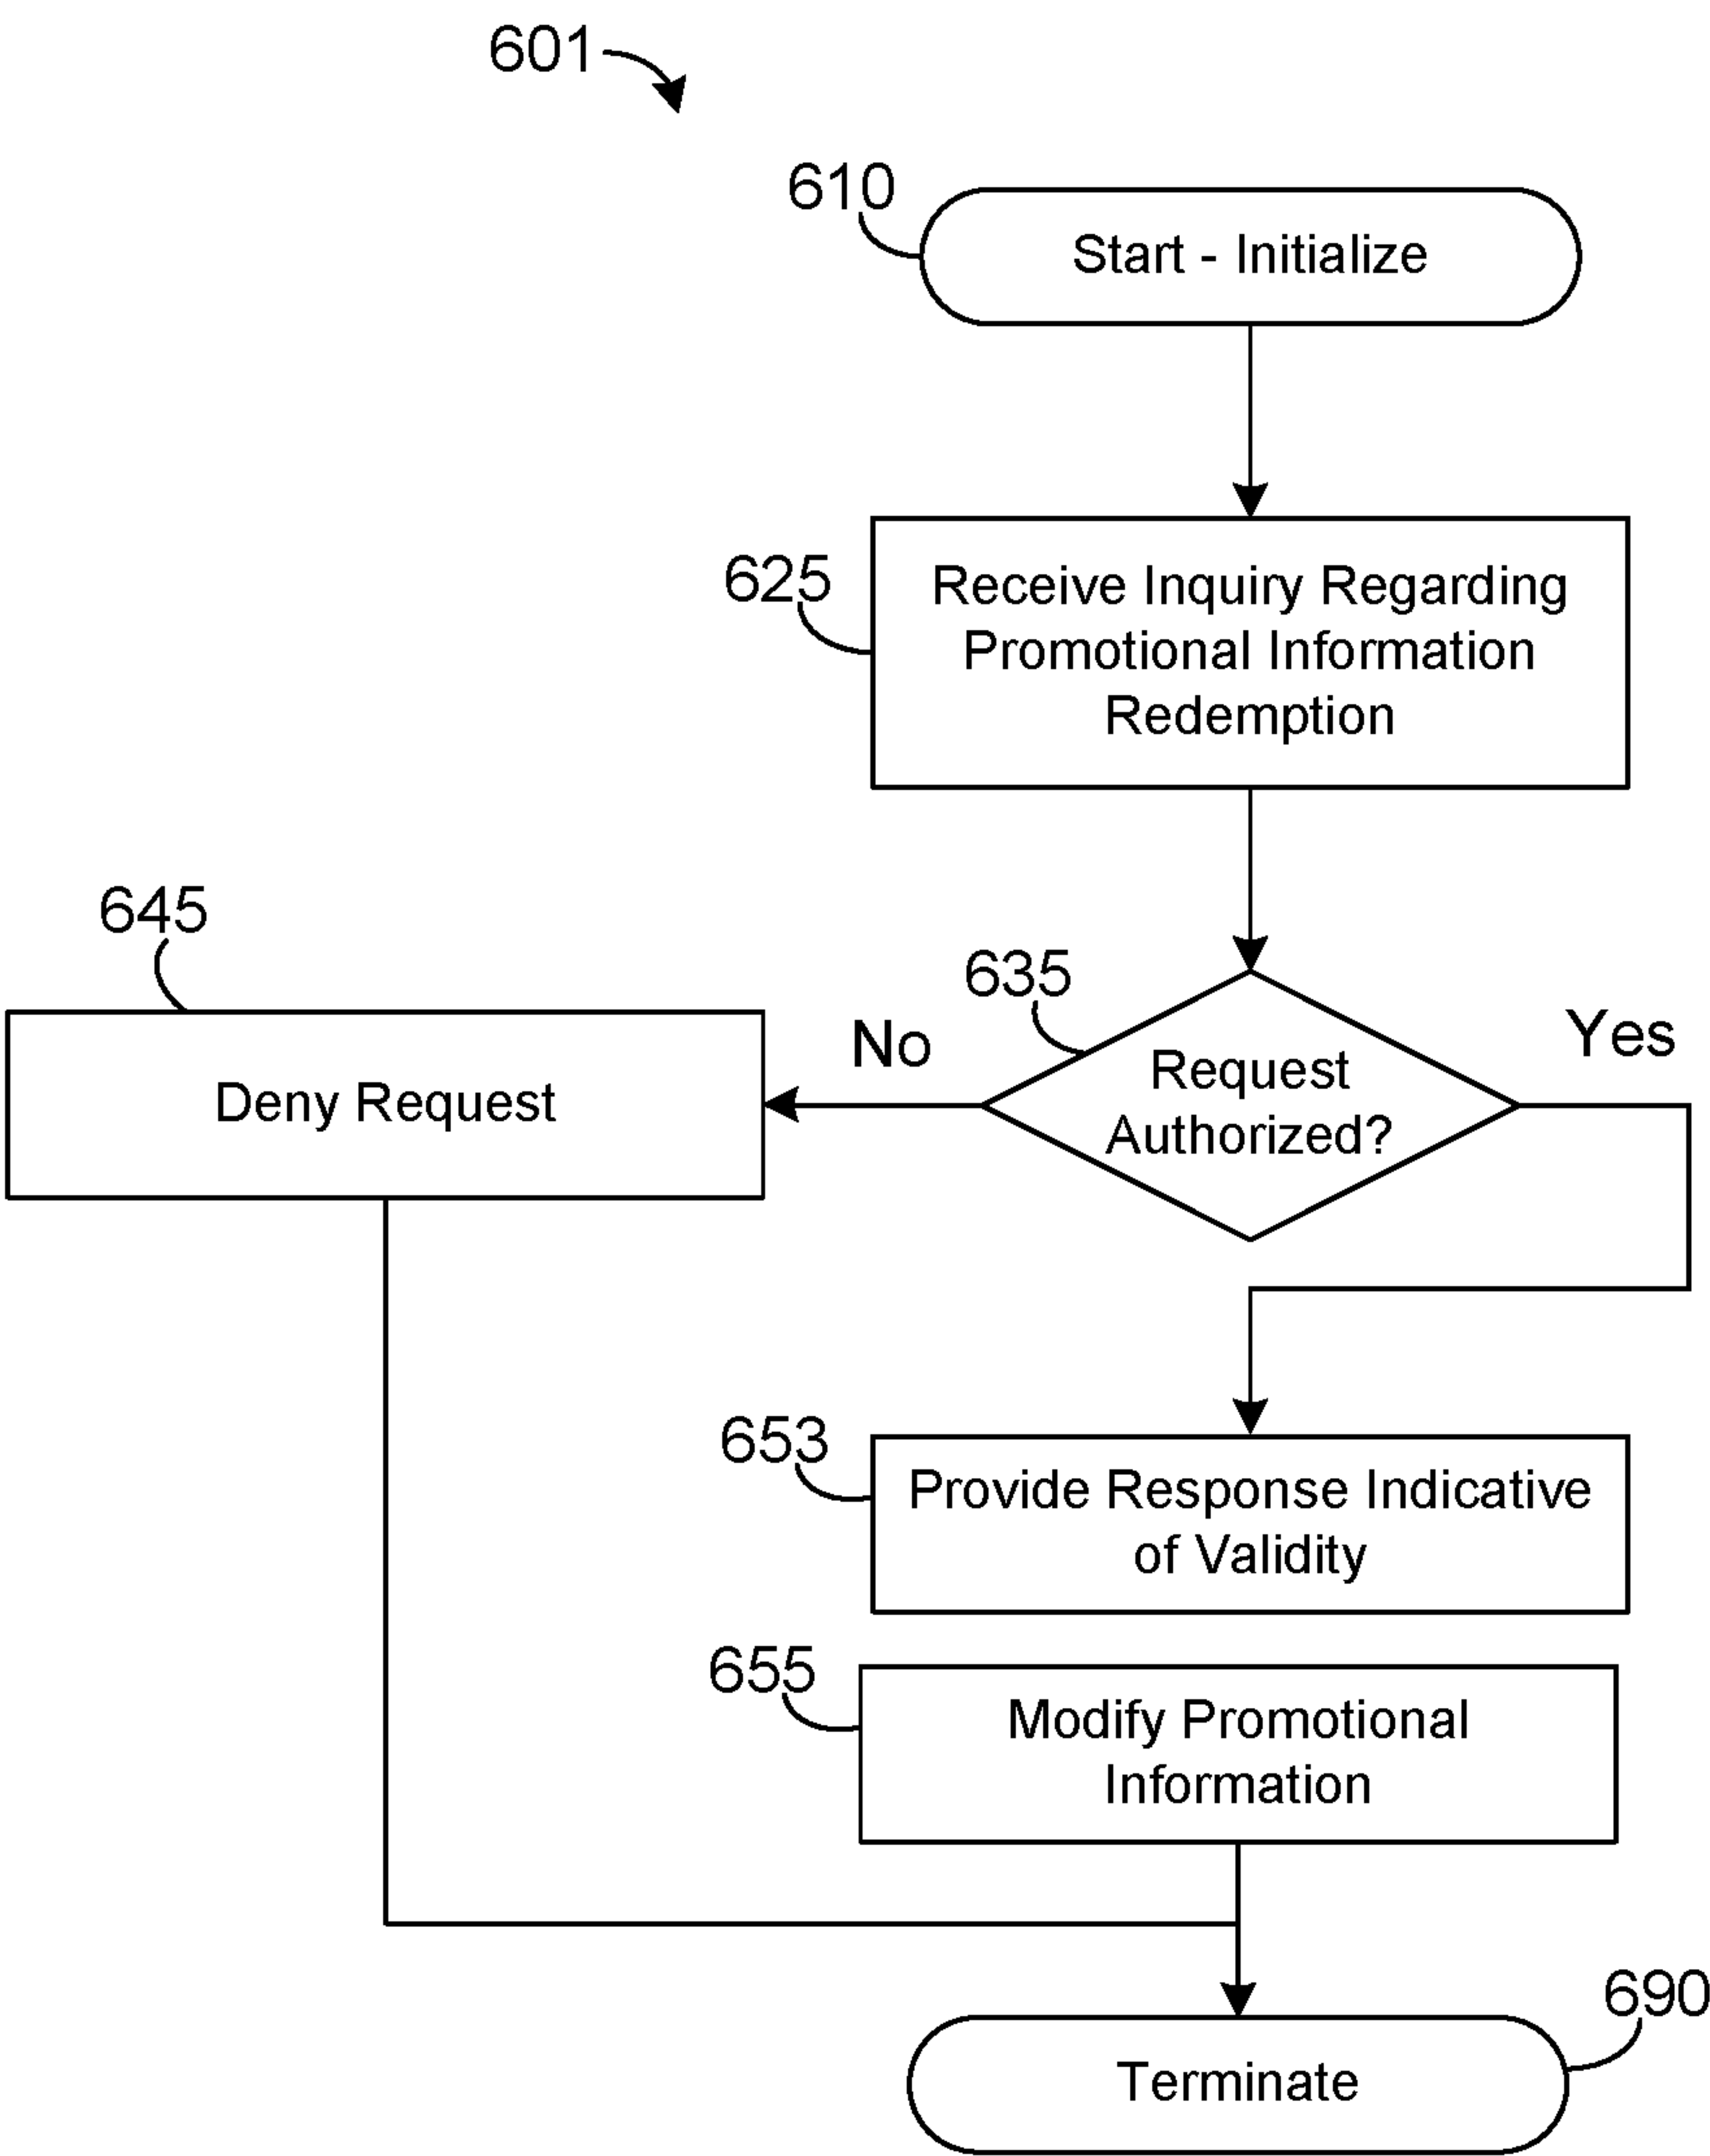 601
610
Start - Initialize
625
Receive Inquiry Regarding
Promotional Information
Redemption
645
Deny Request
No
635
Request
Authorized?
Yes
653
Provide Response Indicative
of Validity
655
Modify Promotional
Information
690
Terminate